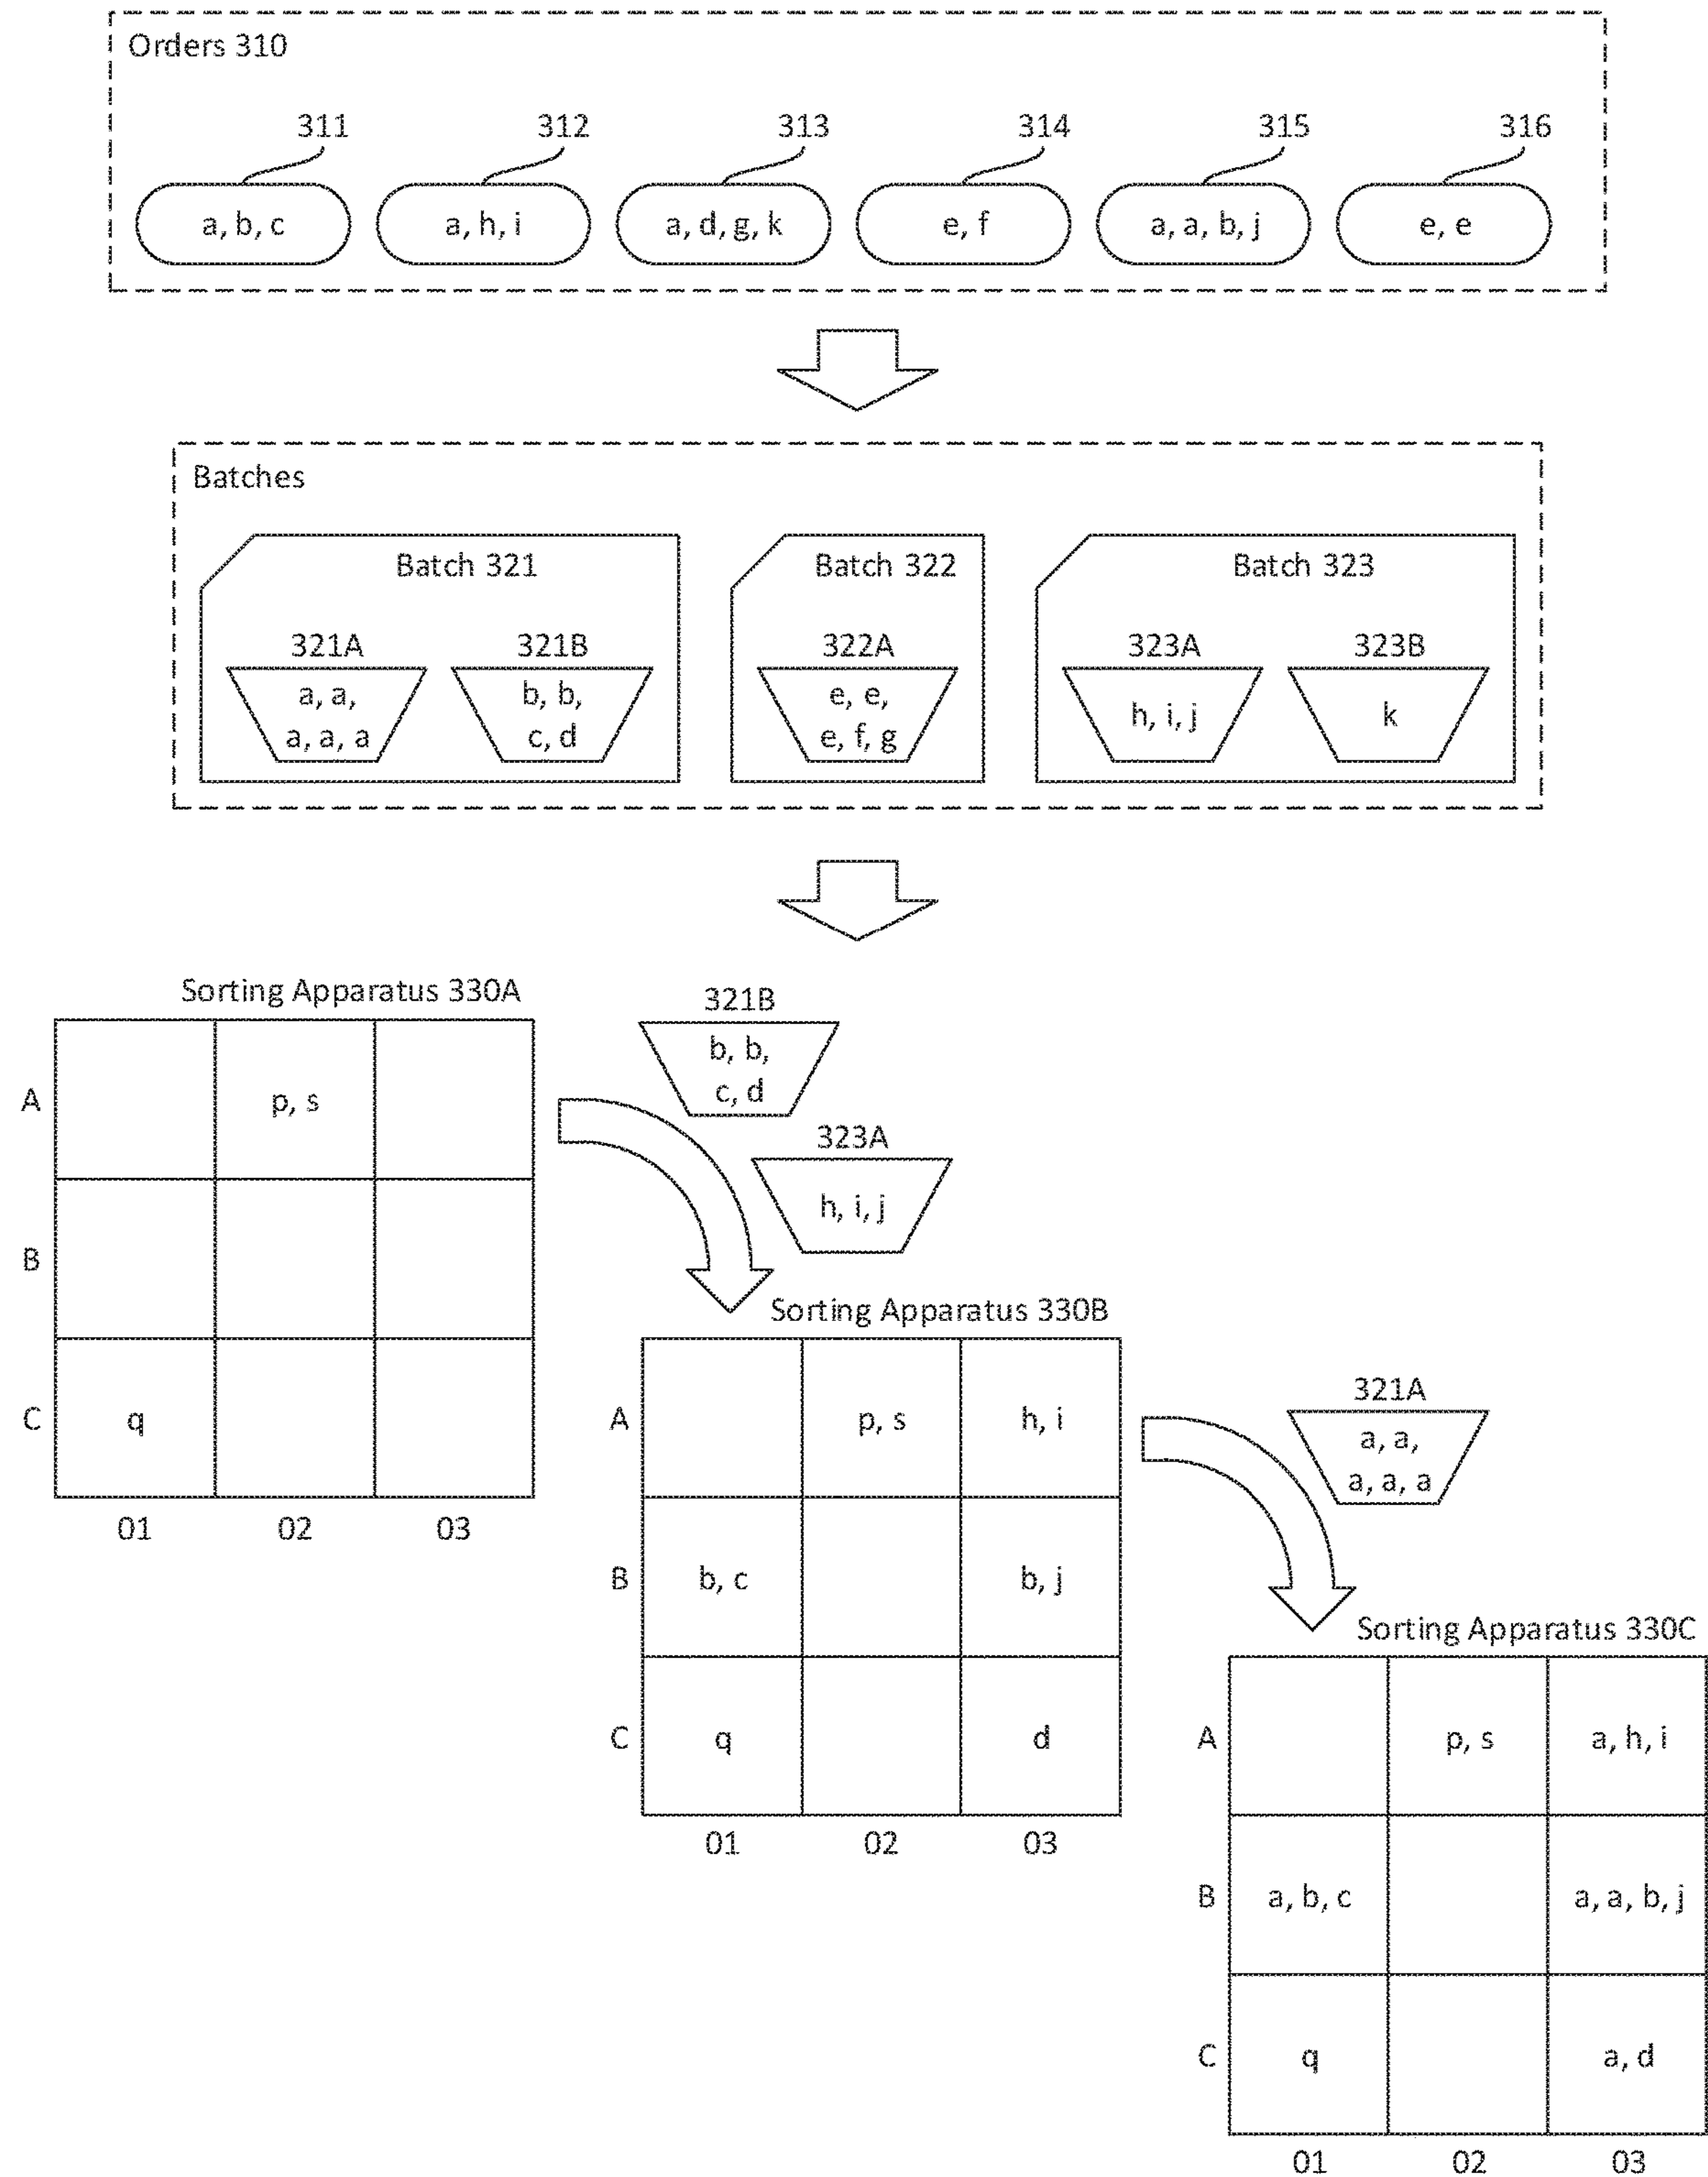 Orders 310
311 312 313 314 315 316
a, b, c a, h, i a, d, g, k e, f a, a, b, j e, e
Batches
Batch 321 Batch 322 Batch 323
321A 321B 322A 323A 323B
a, a, b, b, e, e, h, i, j k
a, a, a c, d e, f, g
Sorting Apparatus 330A
321B
b, b,
c, d
A p, s
323A
h, i, j
B
Sorting Apparatus 330B
C q
01 02 03
321A
a, a,
a, a, a
A p, s h, i
B b, c b, j
Sorting Apparatus 330C
C q d
01 02 03
A p, s a, h, i
B a, b, c a, a, b, j
C q a, d
01 02 03